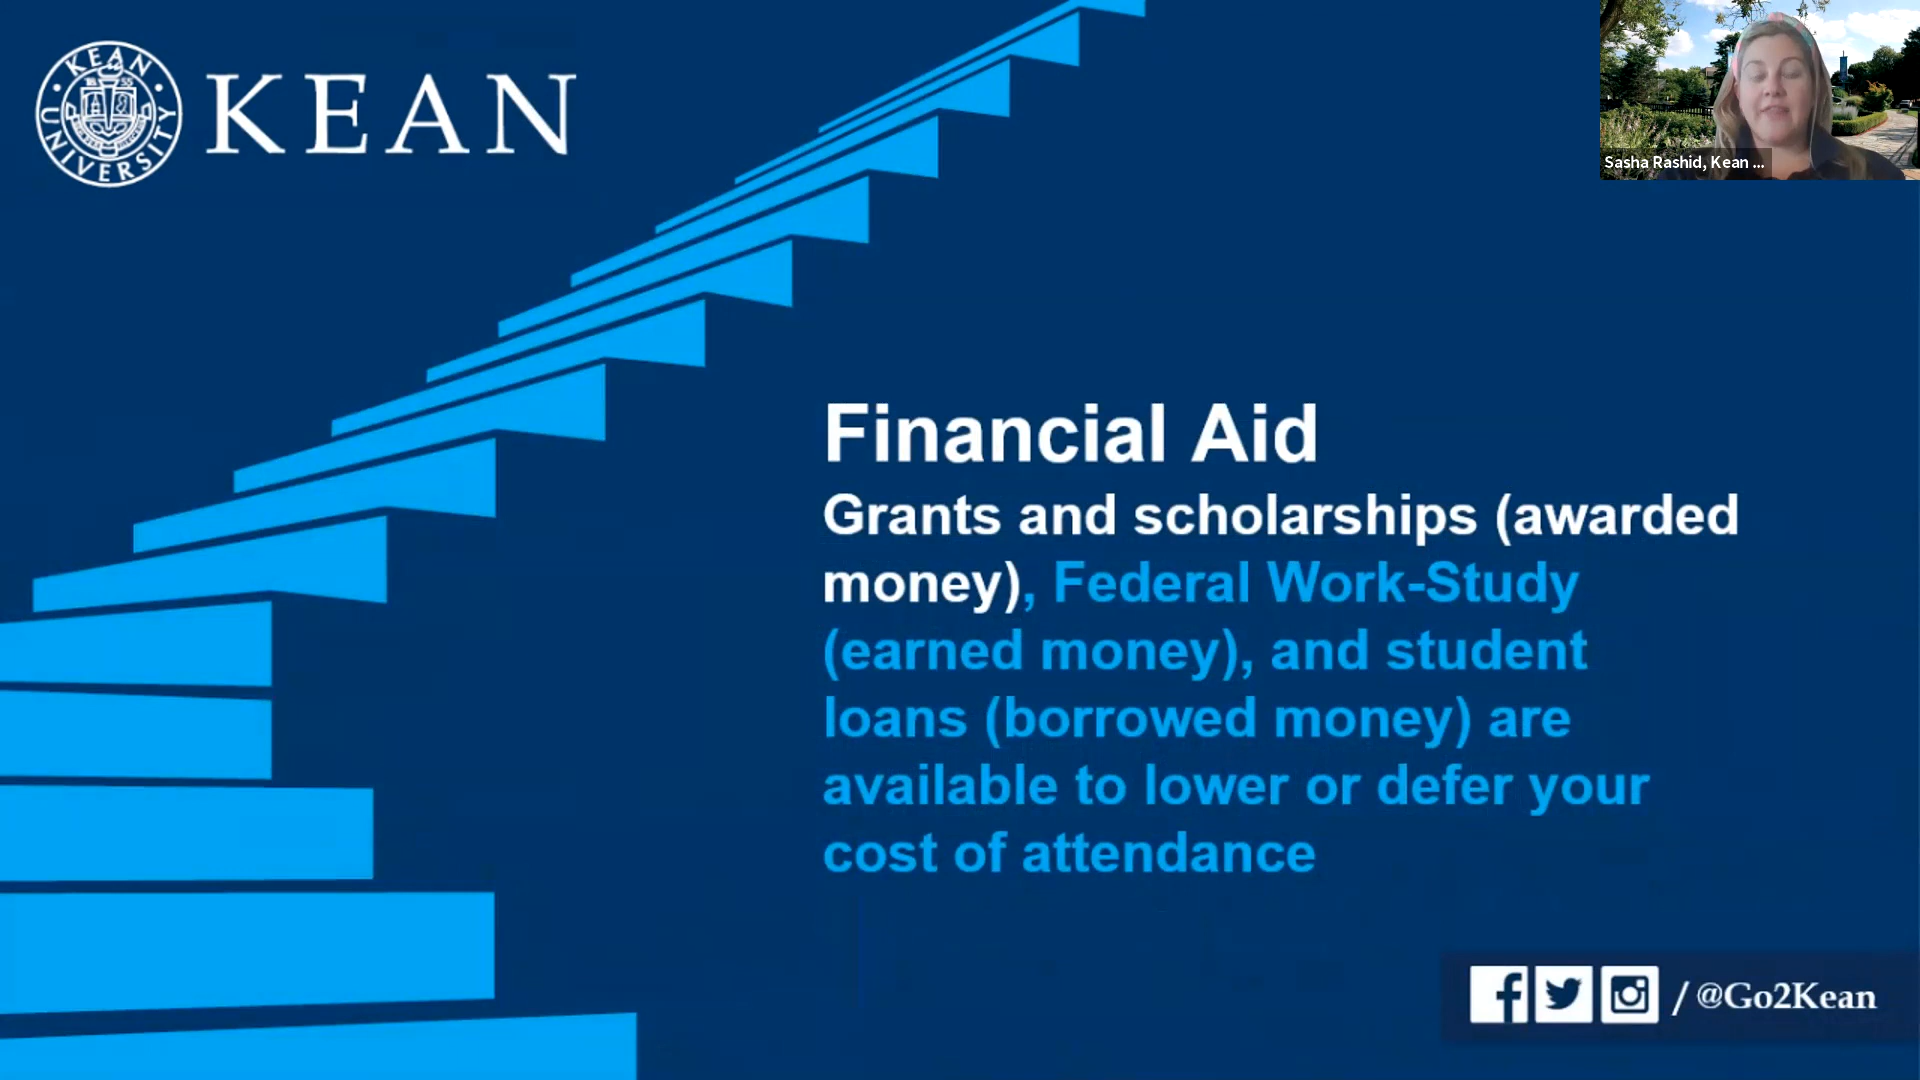 KEAN
UNIVERSITY
1855
KEAN
Sasha Rashid, Kean ...
Financial Aid
Grants and scholarships (awarded
money), Federal Work-Study
(earned money), and student
loans (borrowed money) are
available to lower or defer your
cost of attendance
/ @Go2Kean